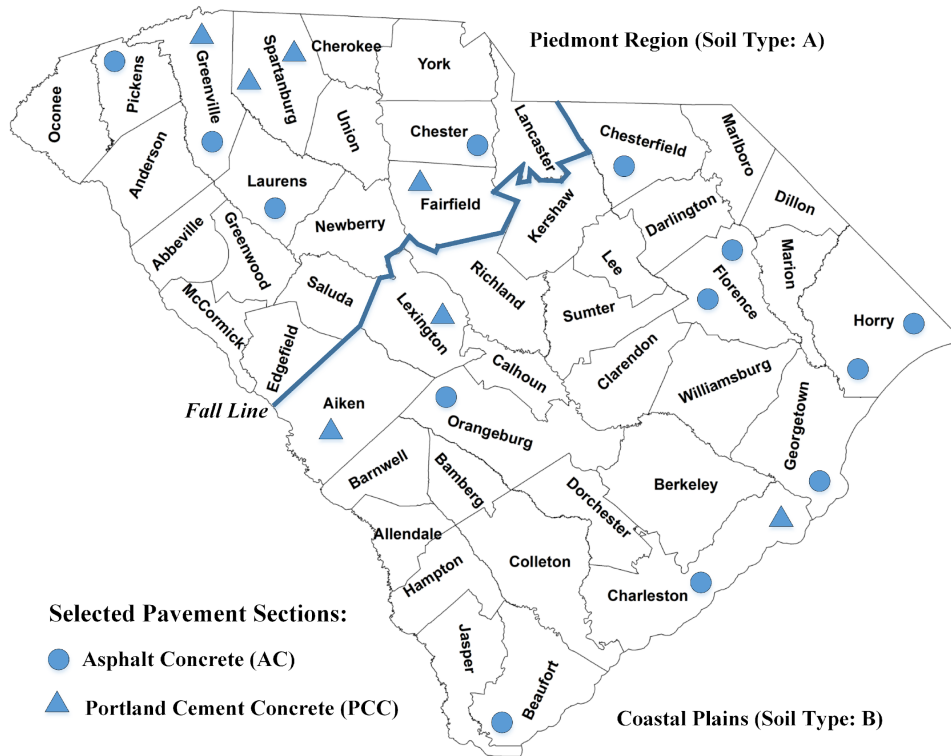 Piedmont Region (Soil Type: A)
Cherokee
York
Spartanburg
Greenville
Pickens
Oconee
Union
Chester
Lancaster
Chesterfield
Marlboro
Anderson
Laurens
Newberry
Fairfield
Kershaw
Darlington
Dillon
Abbeville
Greenwood
Saluda
Richland
Lee
Florence
Marion
McCormick
Edgefield
Lexington
Sumter
Horry
Calhoun
Clarendon
Williamsburg
Fall Line
Aiken
Orangeburg
Georgetown
Barnwell
Bamberg
Dorchester
Berkeley
Allendale
Hampton
Colleton
Charleston
Jasper
Beaufort
Selected Pavement Sections:
Asphalt Concrete (AC)
Portland Cement Concrete (PCC)
Coastal Plains (Soil Type: B)